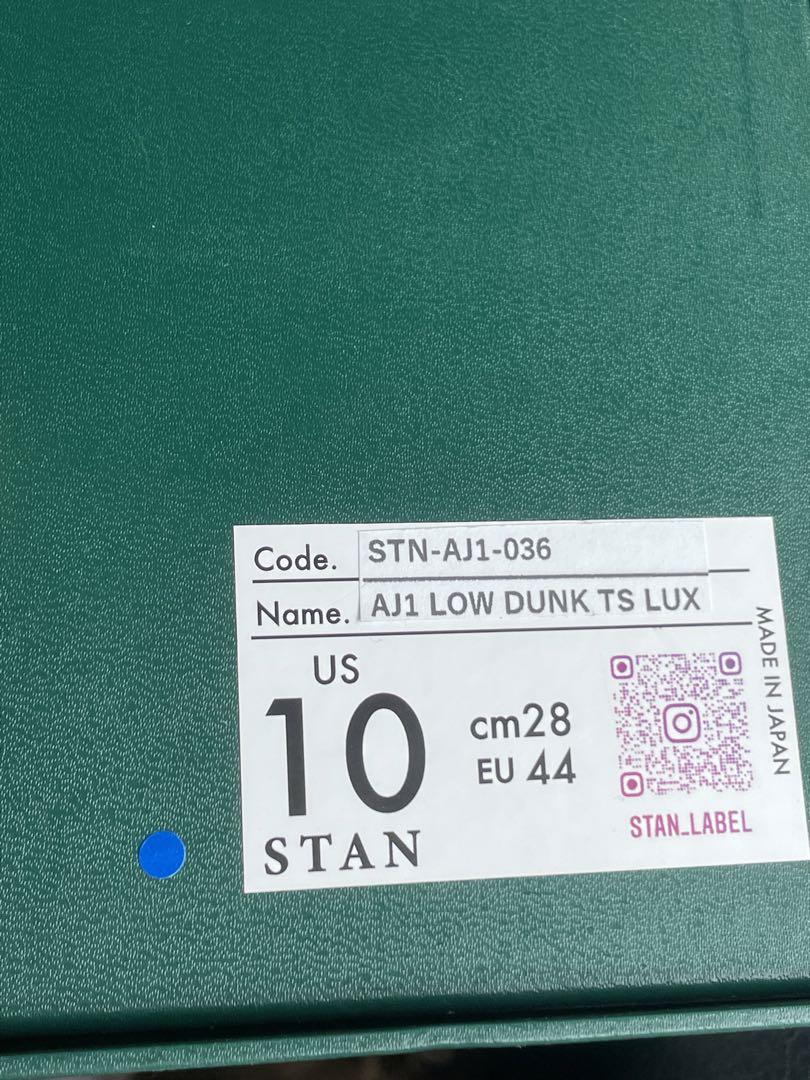 Code. STN-AJ1-036
Name. AJ1 LOW DUNK TS LUX
US
10
cm28
EU 44
STAN
STAN_LABEL
MADE IN JAPAN